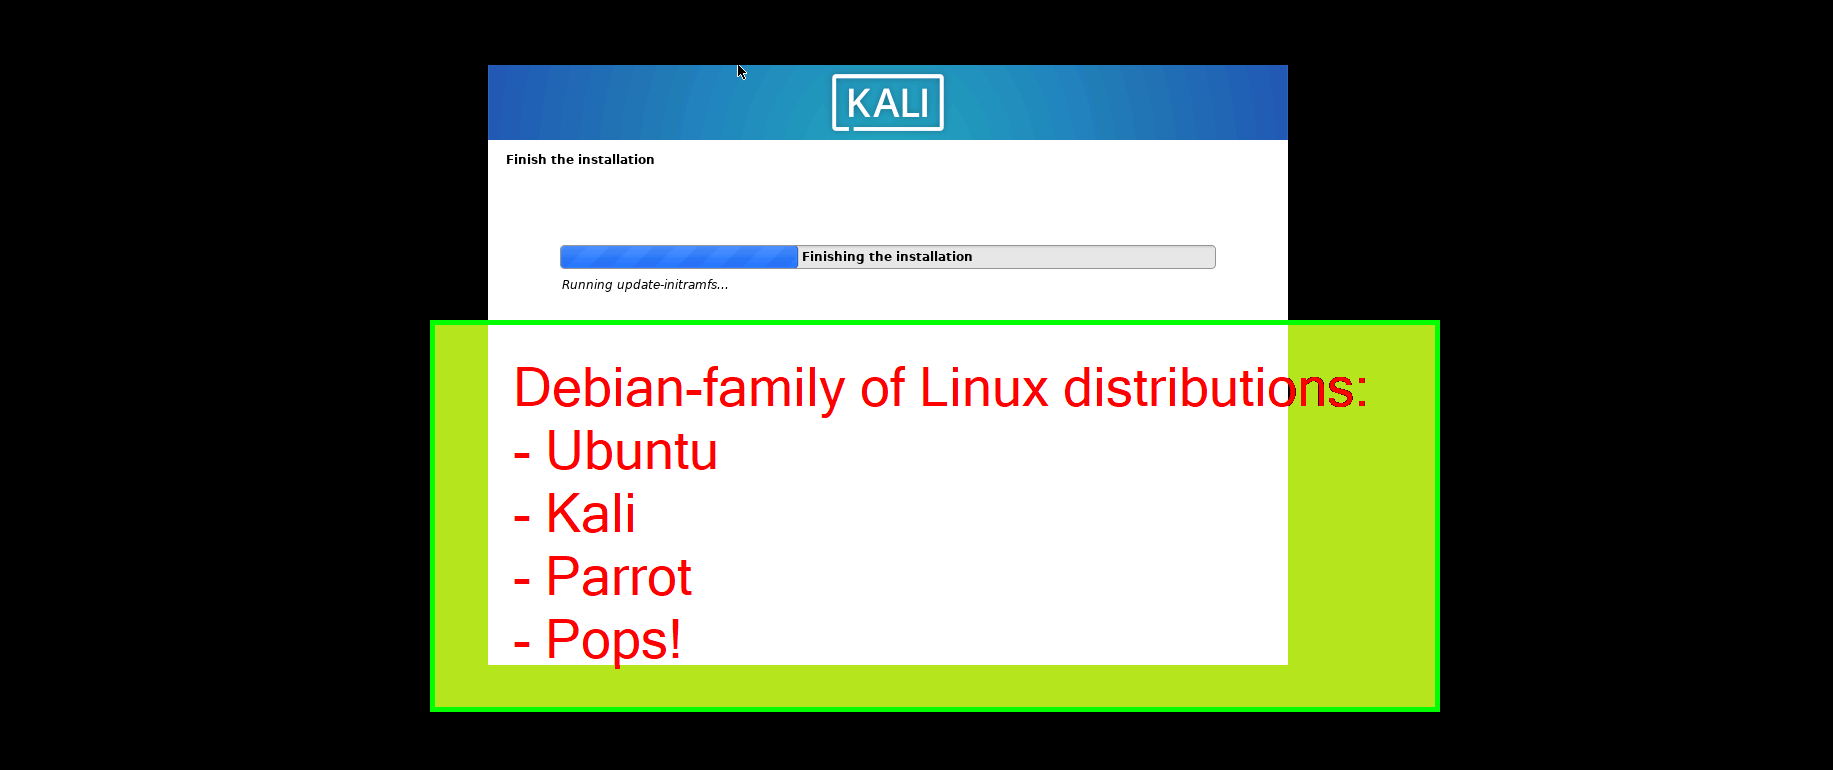 KALI
Finish the installation
Finishing the installation
Running update-initramfs...
Debian-family of Linux distributions:
- Ubuntu
- Kali
- Parrot
- Pops!